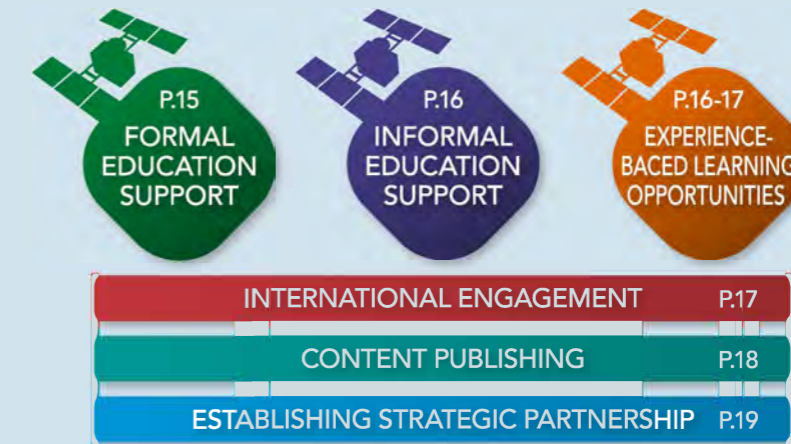 P.15
FORMAL
EDUCATION
SUPPORT
P.16
INFORMAL
EDUCATION
SUPPORT
P.16-17
EXPERIENCE-
BACED LEARNING
OPPORTUNITIES
INTERNATIONAL ENGAGEMENT P.17
CONTENT PUBLISHING P.18
ESTABLISHING STRATEGIC PARTNERSHIP P.19